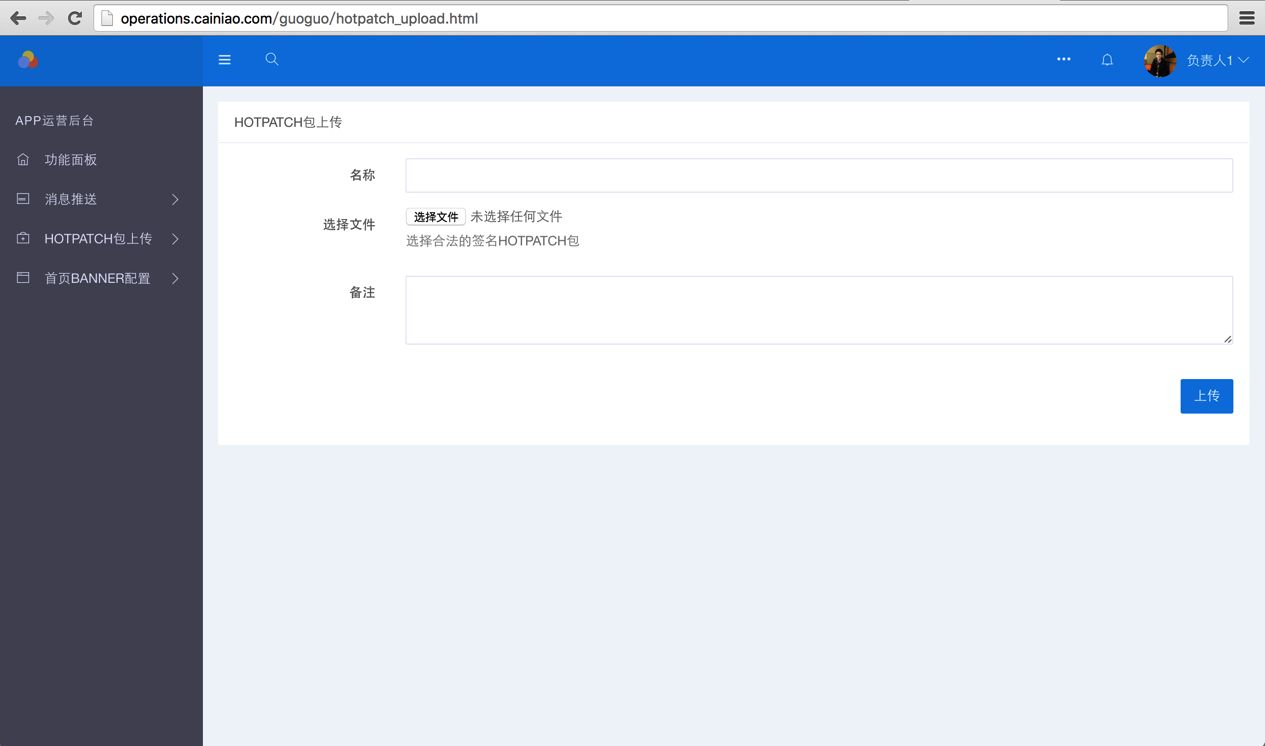 operations.cainiao.com/guoguo/hotpatch_upload.html
负责人1
APP运营后台
功能面板
消息推送
HOTPATCH包上传
首页BANNER配置
HOTPATCH包上传
名称
选择文件
选择文件 未选择任何文件
选择合法的签名HOTPATCH包
备注
上传